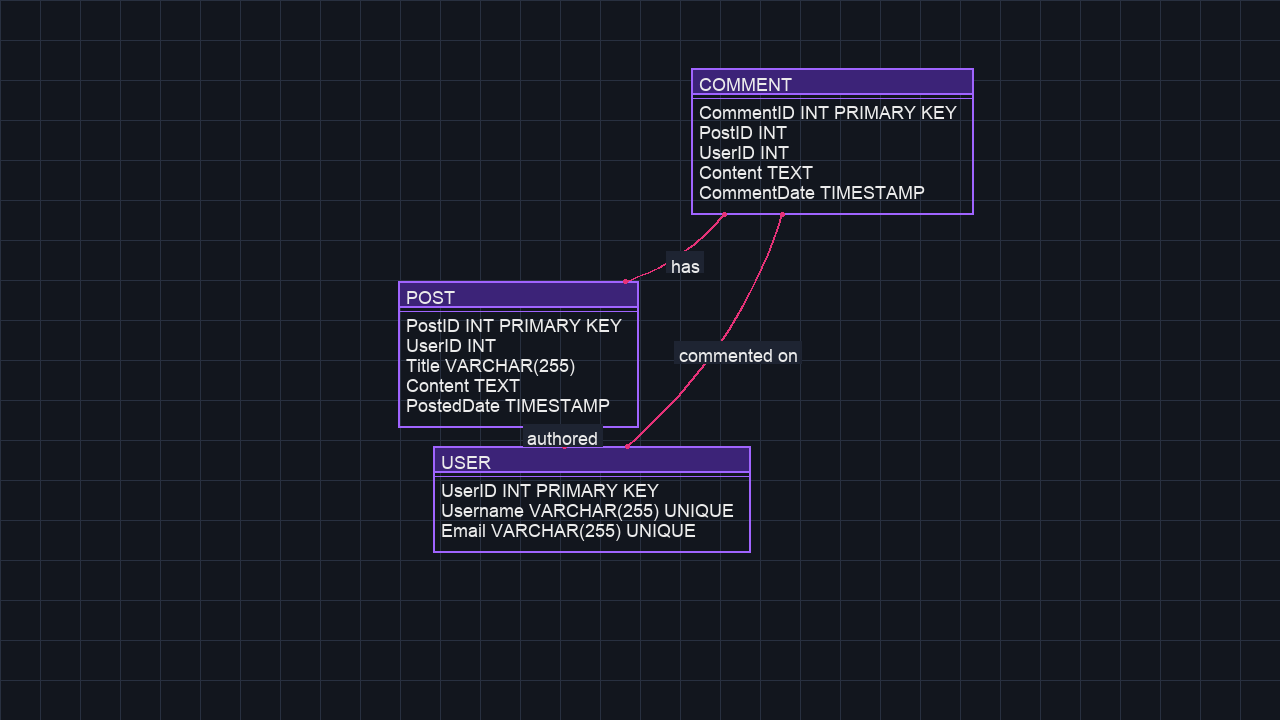 COMMENT
CommentID INT PRIMARY KEY
PostID INT
UserID INT
Content TEXT
CommentDate TIMESTAMP
has
POST
PostID INT PRIMARY KEY
UserID INT
Title VARCHAR(255)
Content TEXT
PostedDate TIMESTAMP
commented on
authored
USER
UserID INT PRIMARY KEY
Username VARCHAR(255) UNIQUE
Email VARCHAR(255) UNIQUE